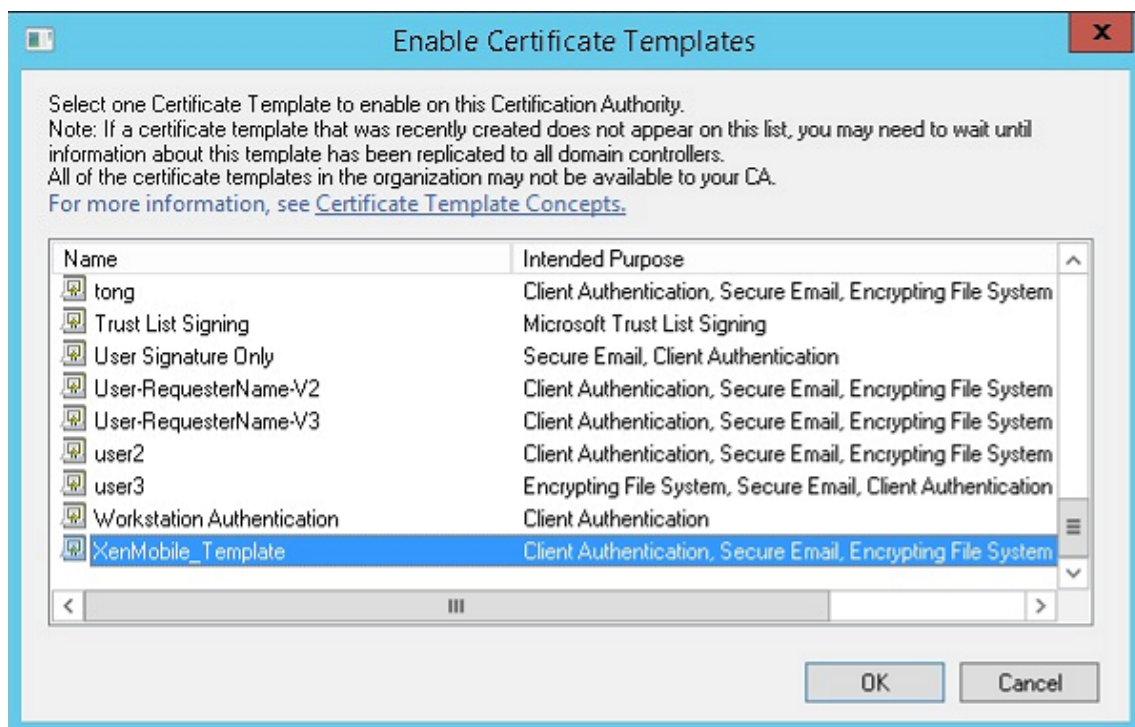 Enable Certificate Templates
x
Select one Certificate Template to enable on this Certification Authority.
Note: If a certificate template that was recently created does not appear on this list, you may need to wait until
information about this template has been replicated to all domain controllers.
All of the certificate templates in the organization may not be available to your CA.
For more information, see Certificate Template Concepts.
Name Intended Purpose
tong Client Authentication, Secure Email, Encrypting File System
Trust List Signing Microsoft Trust List Signing
User Signature Only Secure Email, Client Authentication
User-RequesterName-V2 Client Authentication, Secure Email, Encrypting File System
User-RequesterName-V3 Client Authentication, Secure Email, Encrypting File System
user2 Client Authentication, Secure Email, Encrypting File System
user3 Encrypting File System, Secure Email, Client Authentication
Workstation Authentication Client Authentication
XenMobile_Template Client Authentication, Secure Email, Encrypting File System
OK Cancel